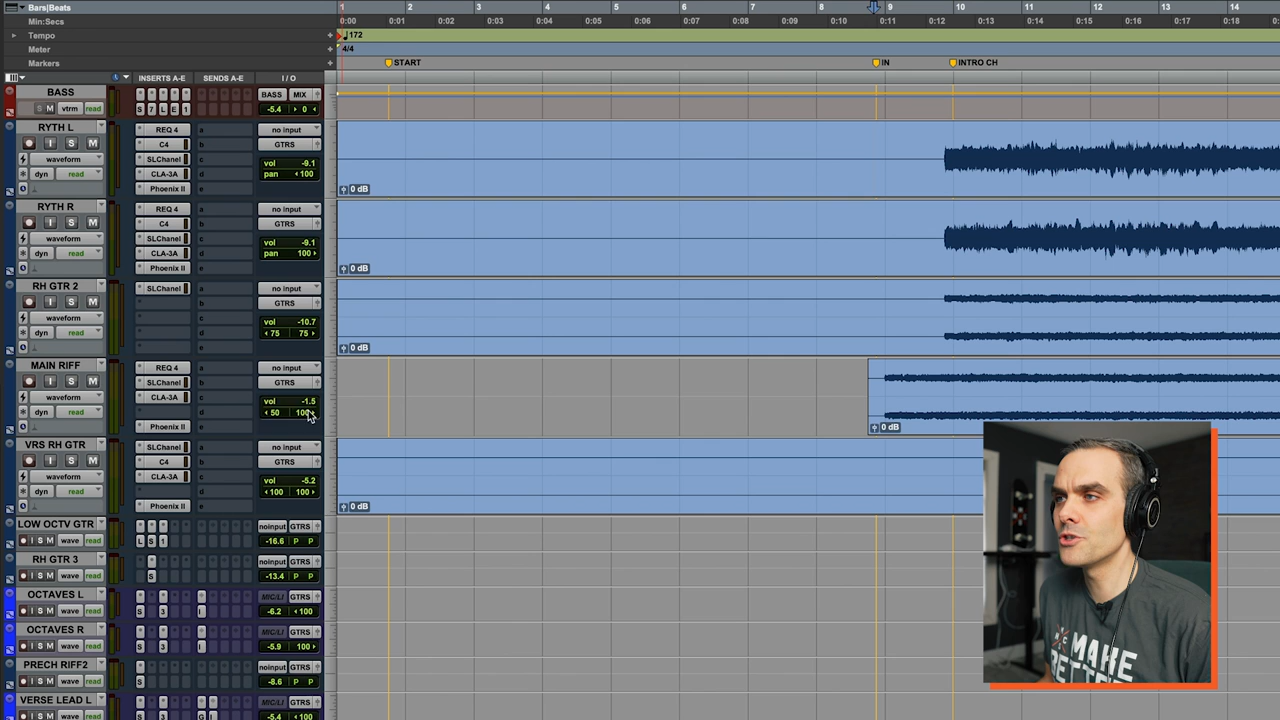 Bars|Beats 1 2 3 4 5 6 7 8 9 10 11 12 13 14
Min:Secs 0:00 0:01 0:02 0:03 0:04 0:05 0:06 0:07 0:08 0:09 0:10 0:11 0:12 0:13 0:14 0:15 0:16 0:17 0:18
Tempo 172
Meter 4/4
Markers START IN INTRO CH
INSERTS A-E SENDS A-E I / O
BASS BASS MIX
S M vtrm read S 7 L E 1 -5.4 0
RYTH L REQ 4 a no input
I S M C4 b GTRS
waveform SLChanel c vol -9.1
dyn read CLA-3A d pan 100
Phoenix II e 0 dB
RYTH R REQ 4 a no input
I S M C4 b GTRS
waveform SLChanel c vol -9.1
dyn read CLA-3A d pan 100
Phoenix II e
RH GTR 2 SLChanel a no input
I S M b GTRS
waveform c vol -10.7
dyn read d 75 75
e 0 dB
MAIN RIFF REQ 4 a no input
I S M SLChanel b GTRS
waveform CLA-3A c vol -1.5
dyn read d 50 100
Phoenix II e 0 dB
VRS RH GTR SLChanel a no input
I S M C4 b GTRS
waveform CLA-3A c vol -5.2
dyn read d 100 100
Phoenix II e 0 dB
LOW OCTV GTR noinput GTRS
I S M wave read L S 1 -16.6 P P
RH GTR 3 noinput GTRS
I S M wave read S -13.4 P P
OCTAVES L MIC/LI GTRS
I S M wave read S 3 I -6.2 100
OCTAVES R MIC/LI GTRS
I S M wave read S 3 I -5.9 100
PRECH RIFF2 noinput GTRS
I S M wave read S -8.6 P P
VERSE LEAD L MIC/LI GTRS
I S M wave read S 3 G I -5.4 100
MAKE
BETTER